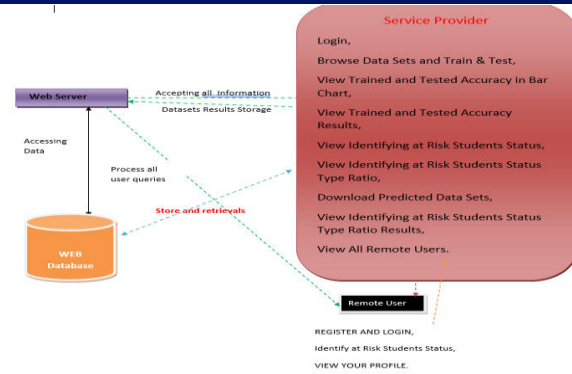 Service Provider
Login,
Browse Data Sets and Train & Test,
View Trained and Tested Accuracy in Bar
Chart,
View Trained and Tested Accuracy
Results,
View Identifying at Risk Students Status,
View Identifying at Risk Students Status
Type Ratio,
Download Predicted Data Sets,
View Identifying at Risk Students Status
Type Ratio Results,
View All Remote Users.
Web Server
Accepting all Information
Datasets Results Storage
Accessing
Data
Process all
user queries
Store and retrievals
WEB
Database
Remote User
REGISTER AND LOGIN,
Identify at Risk Students Status,
VIEW YOUR PROFILE.